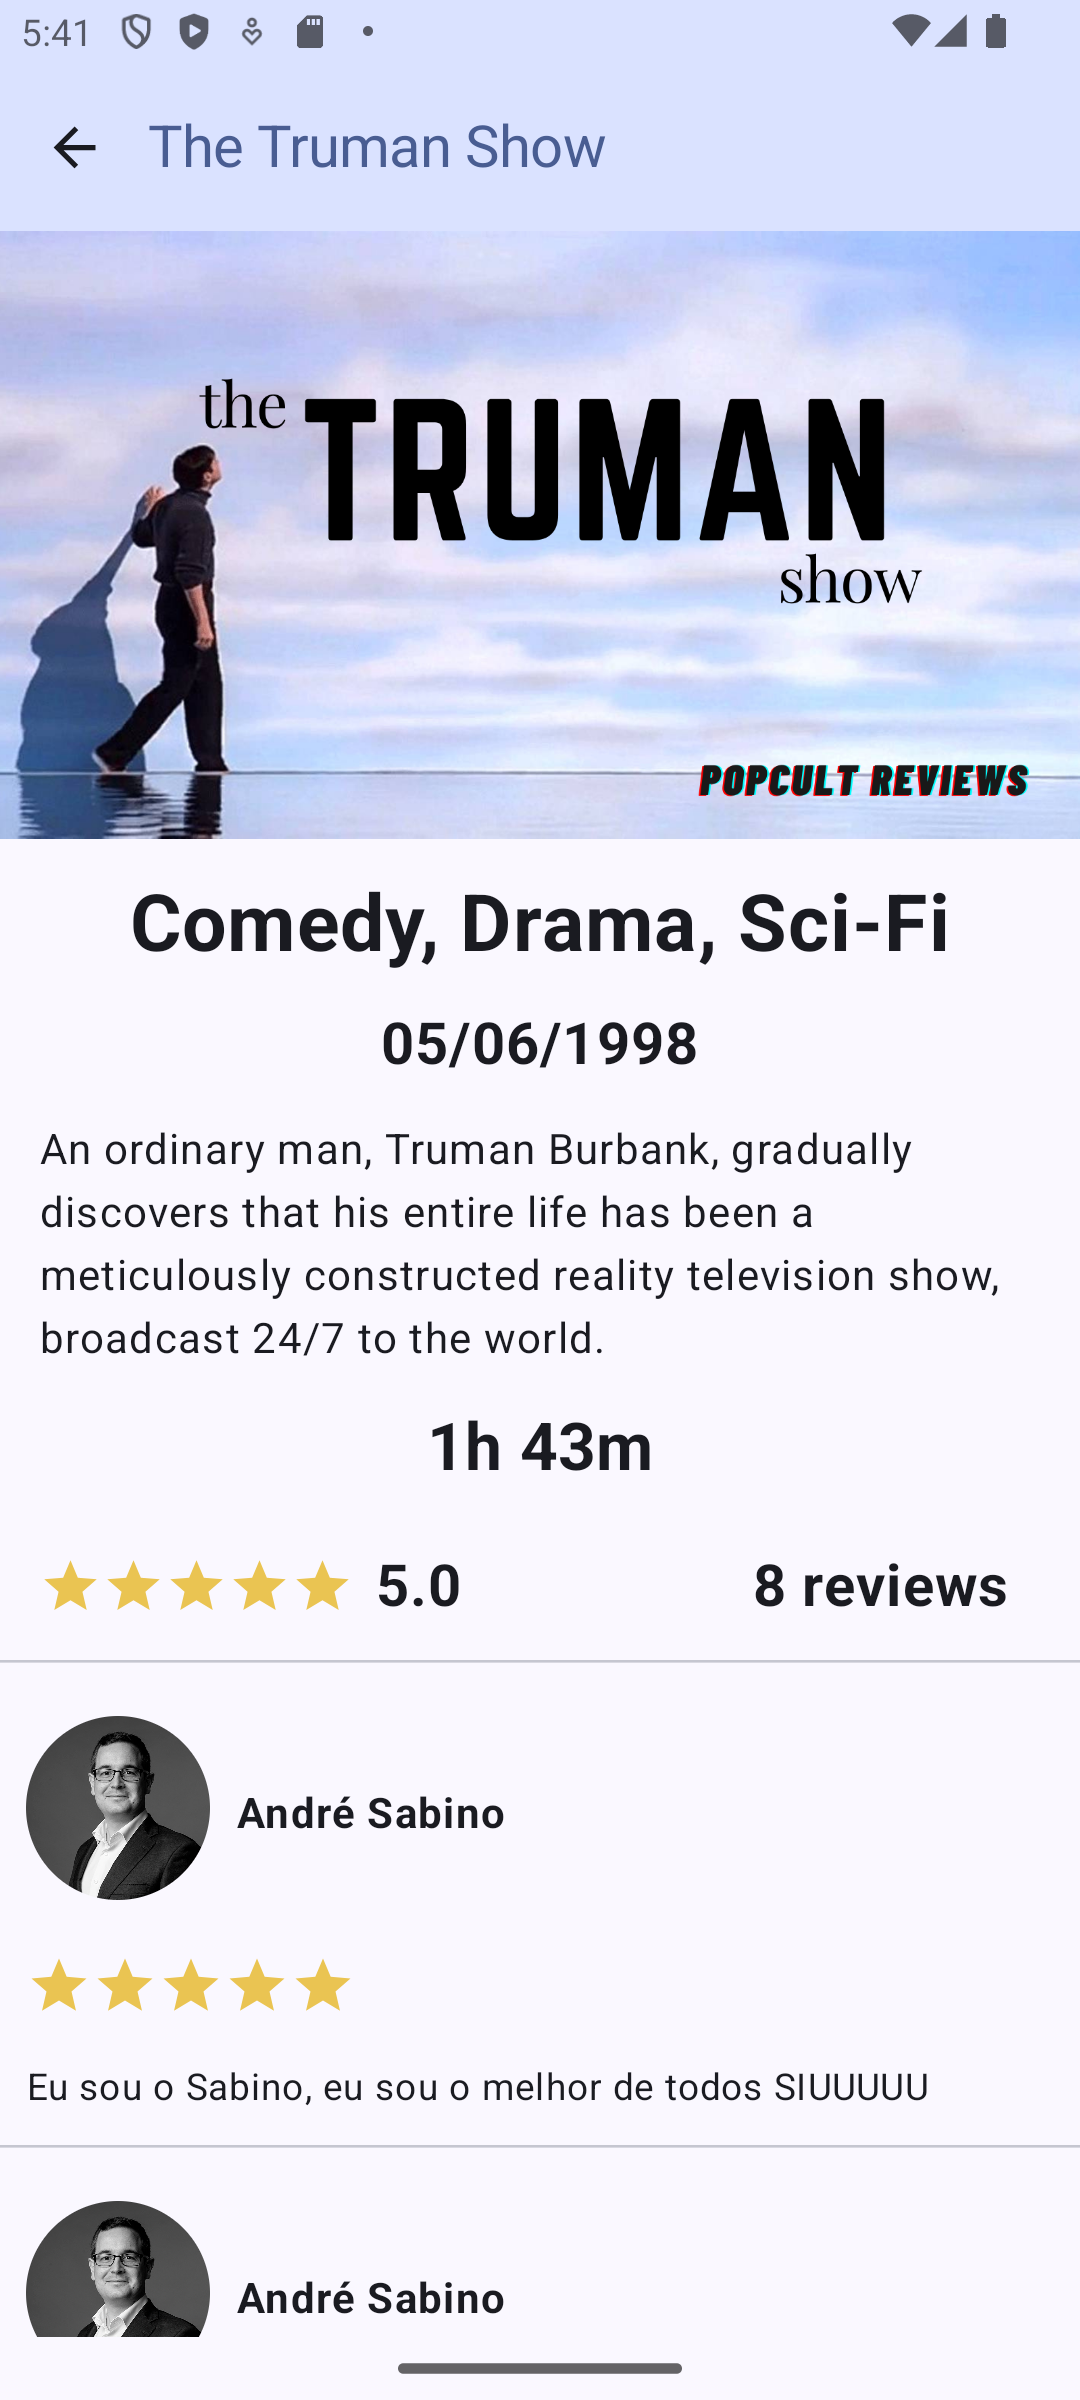 5:41
The Truman Show
the TRUMAN
show
POPCULT REVIEWS
Comedy, Drama, Sci-Fi
05/06/1998
An ordinary man, Truman Burbank, gradually
discovers that his entire life has been a
meticulously constructed reality television show,
broadcast 24/7 to the world.
1h 43m
5.0 8 reviews
André Sabino
Eu sou o Sabino, eu sou o melhor de todos SIUUUUU
André Sabino